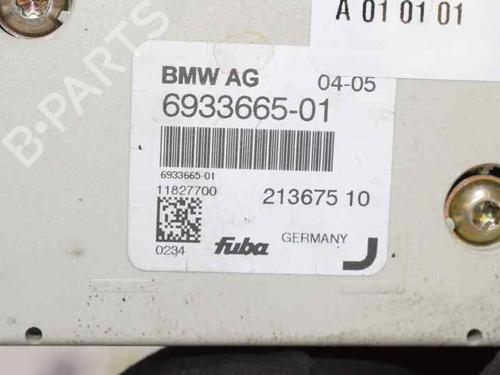 A 01 01 01
B-PARTS
BMW AG 04-05
6933665-01
6933665-01
11827700
213675 10
0234 fuba GERMANY